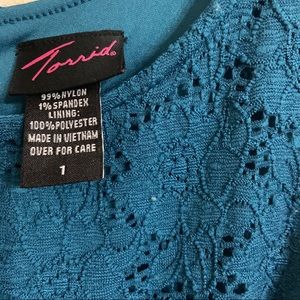 Torrid®
99% NYLON
1% SPANDEX
LINING:
100% POLYESTER
MADE IN VIETNAM
OVER FOR CARE
1